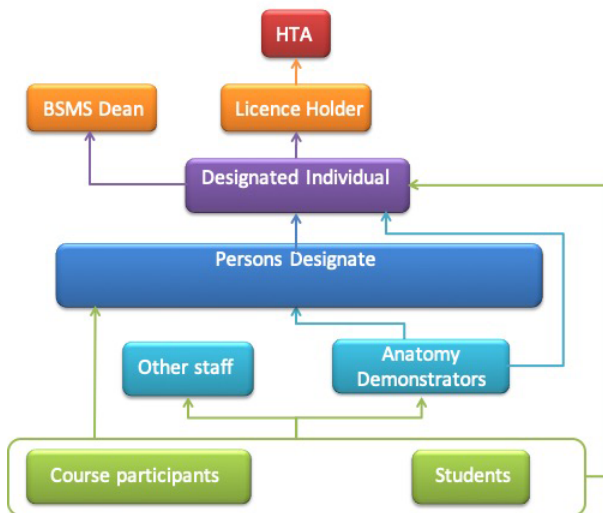 HTA
BSMS Dean
Licence Holder
Designated Individual
Persons Designate
Other staff
Anatomy
Demonstrators
Course participants
Students